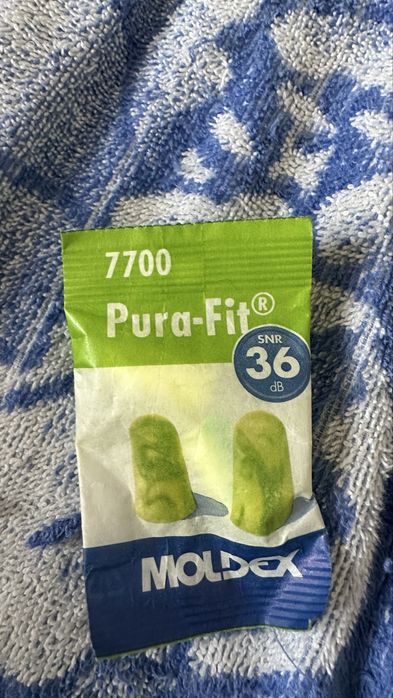 7700
Pura-Fit®
SNR
36
dB
MOLDEX